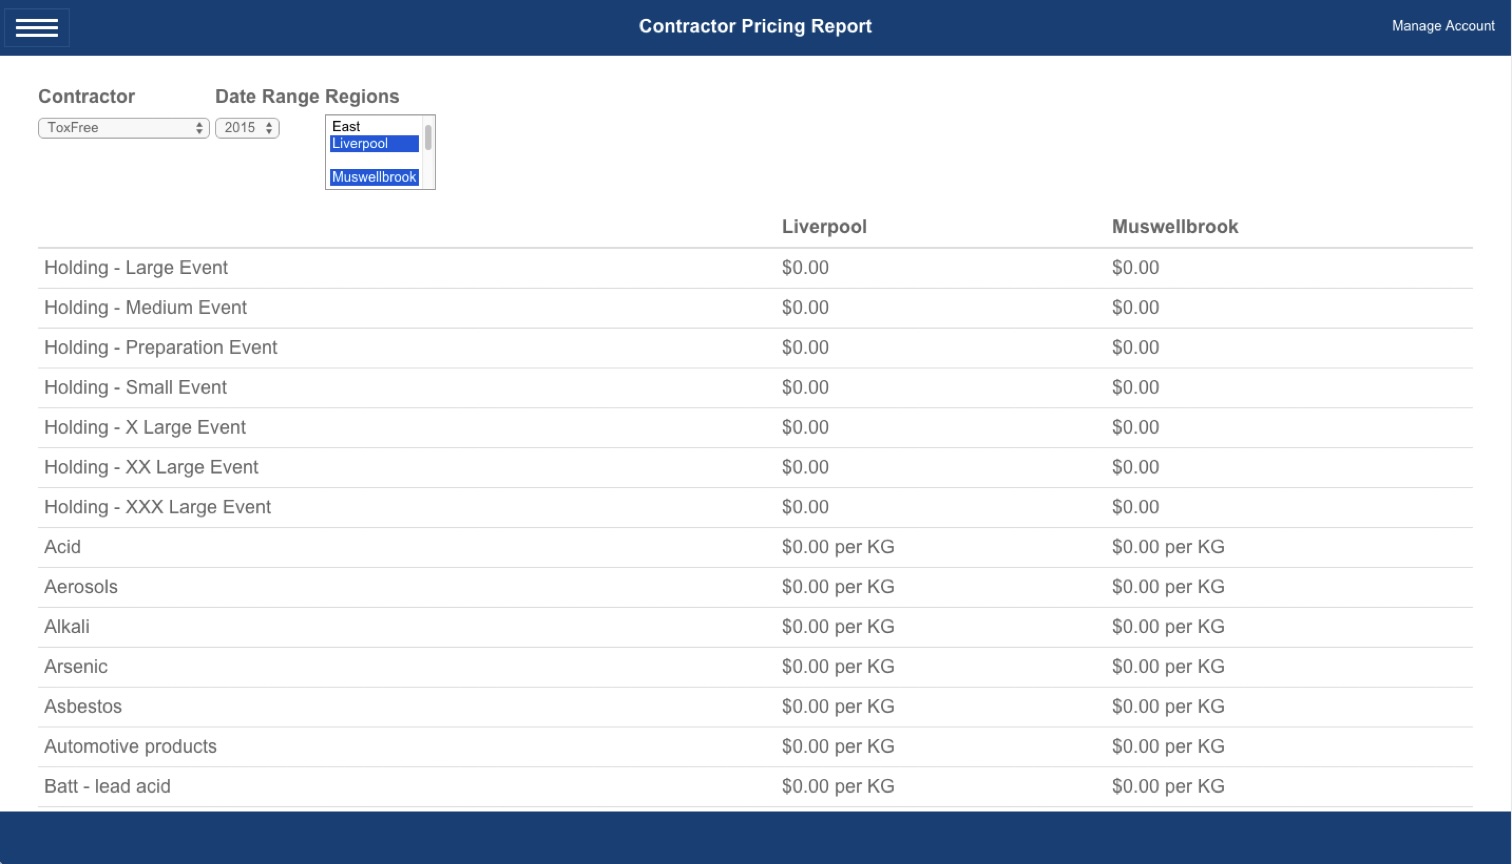 Contractor Pricing Report
Manage Account
Contractor Date Range Regions
ToxFree 2015
East
Liverpool
Muswellbrook
Liverpool Muswellbrook
Holding - Large Event $0.00 $0.00
Holding - Medium Event $0.00 $0.00
Holding - Preparation Event $0.00 $0.00
Holding - Small Event $0.00 $0.00
Holding - X Large Event $0.00 $0.00
Holding - XX Large Event $0.00 $0.00
Holding - XXX Large Event $0.00 $0.00
Acid $0.00 per KG $0.00 per KG
Aerosols $0.00 per KG $0.00 per KG
Alkali $0.00 per KG $0.00 per KG
Arsenic $0.00 per KG $0.00 per KG
Asbestos $0.00 per KG $0.00 per KG
Automotive products $0.00 per KG $0.00 per KG
Batt - lead acid $0.00 per KG $0.00 per KG